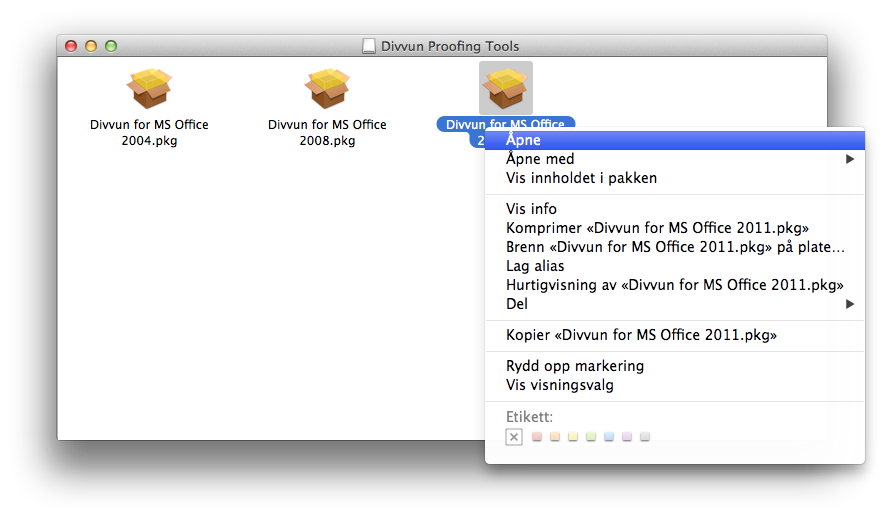 Divvun Proofing Tools
Divvun for MS Office
2004.pkg
Divvun for MS Office
2008.pkg
Divvun for MS Office
2
Åpne
Åpne med
Vis innholdet i pakken
Vis info
Komprimer «Divvun for MS Office 2011.pkg»
Brenn «Divvun for MS Office 2011.pkg» på plate...
Lag alias
Hurtigvisning av «Divvun for MS Office 2011.pkg»
Del
Kopier «Divvun for MS Office 2011.pkg»
Rydd opp markering
Vis visningsvalg
Etikett: